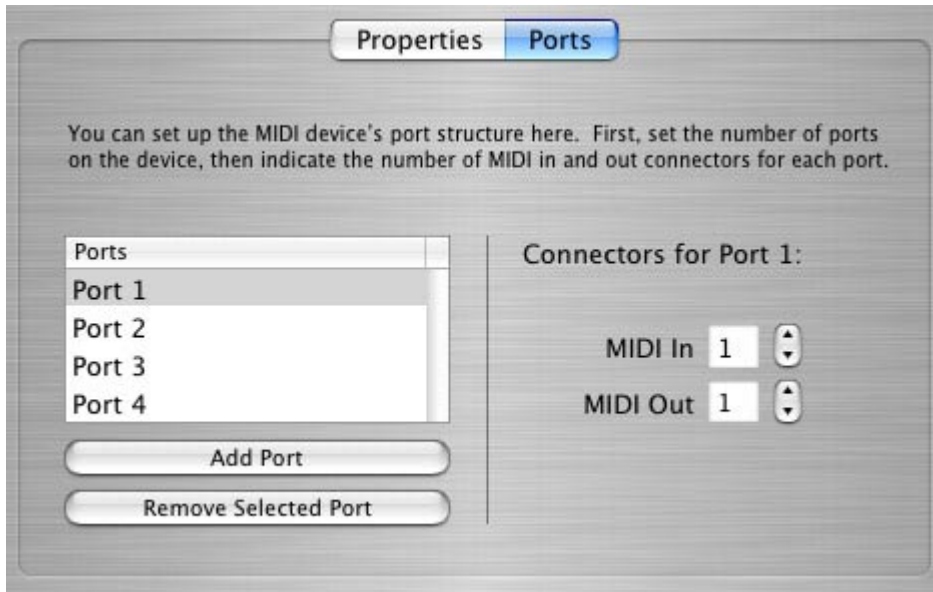 Properties Ports
You can set up the MIDI device's port structure here.  First, set the number of ports
on the device, then indicate the number of MIDI in and out connectors for each port.
Ports
Port 1
Port 2
Port 3
Port 4
Add Port
Remove Selected Port
Connectors for Port 1:
MIDI In 1
MIDI Out 1